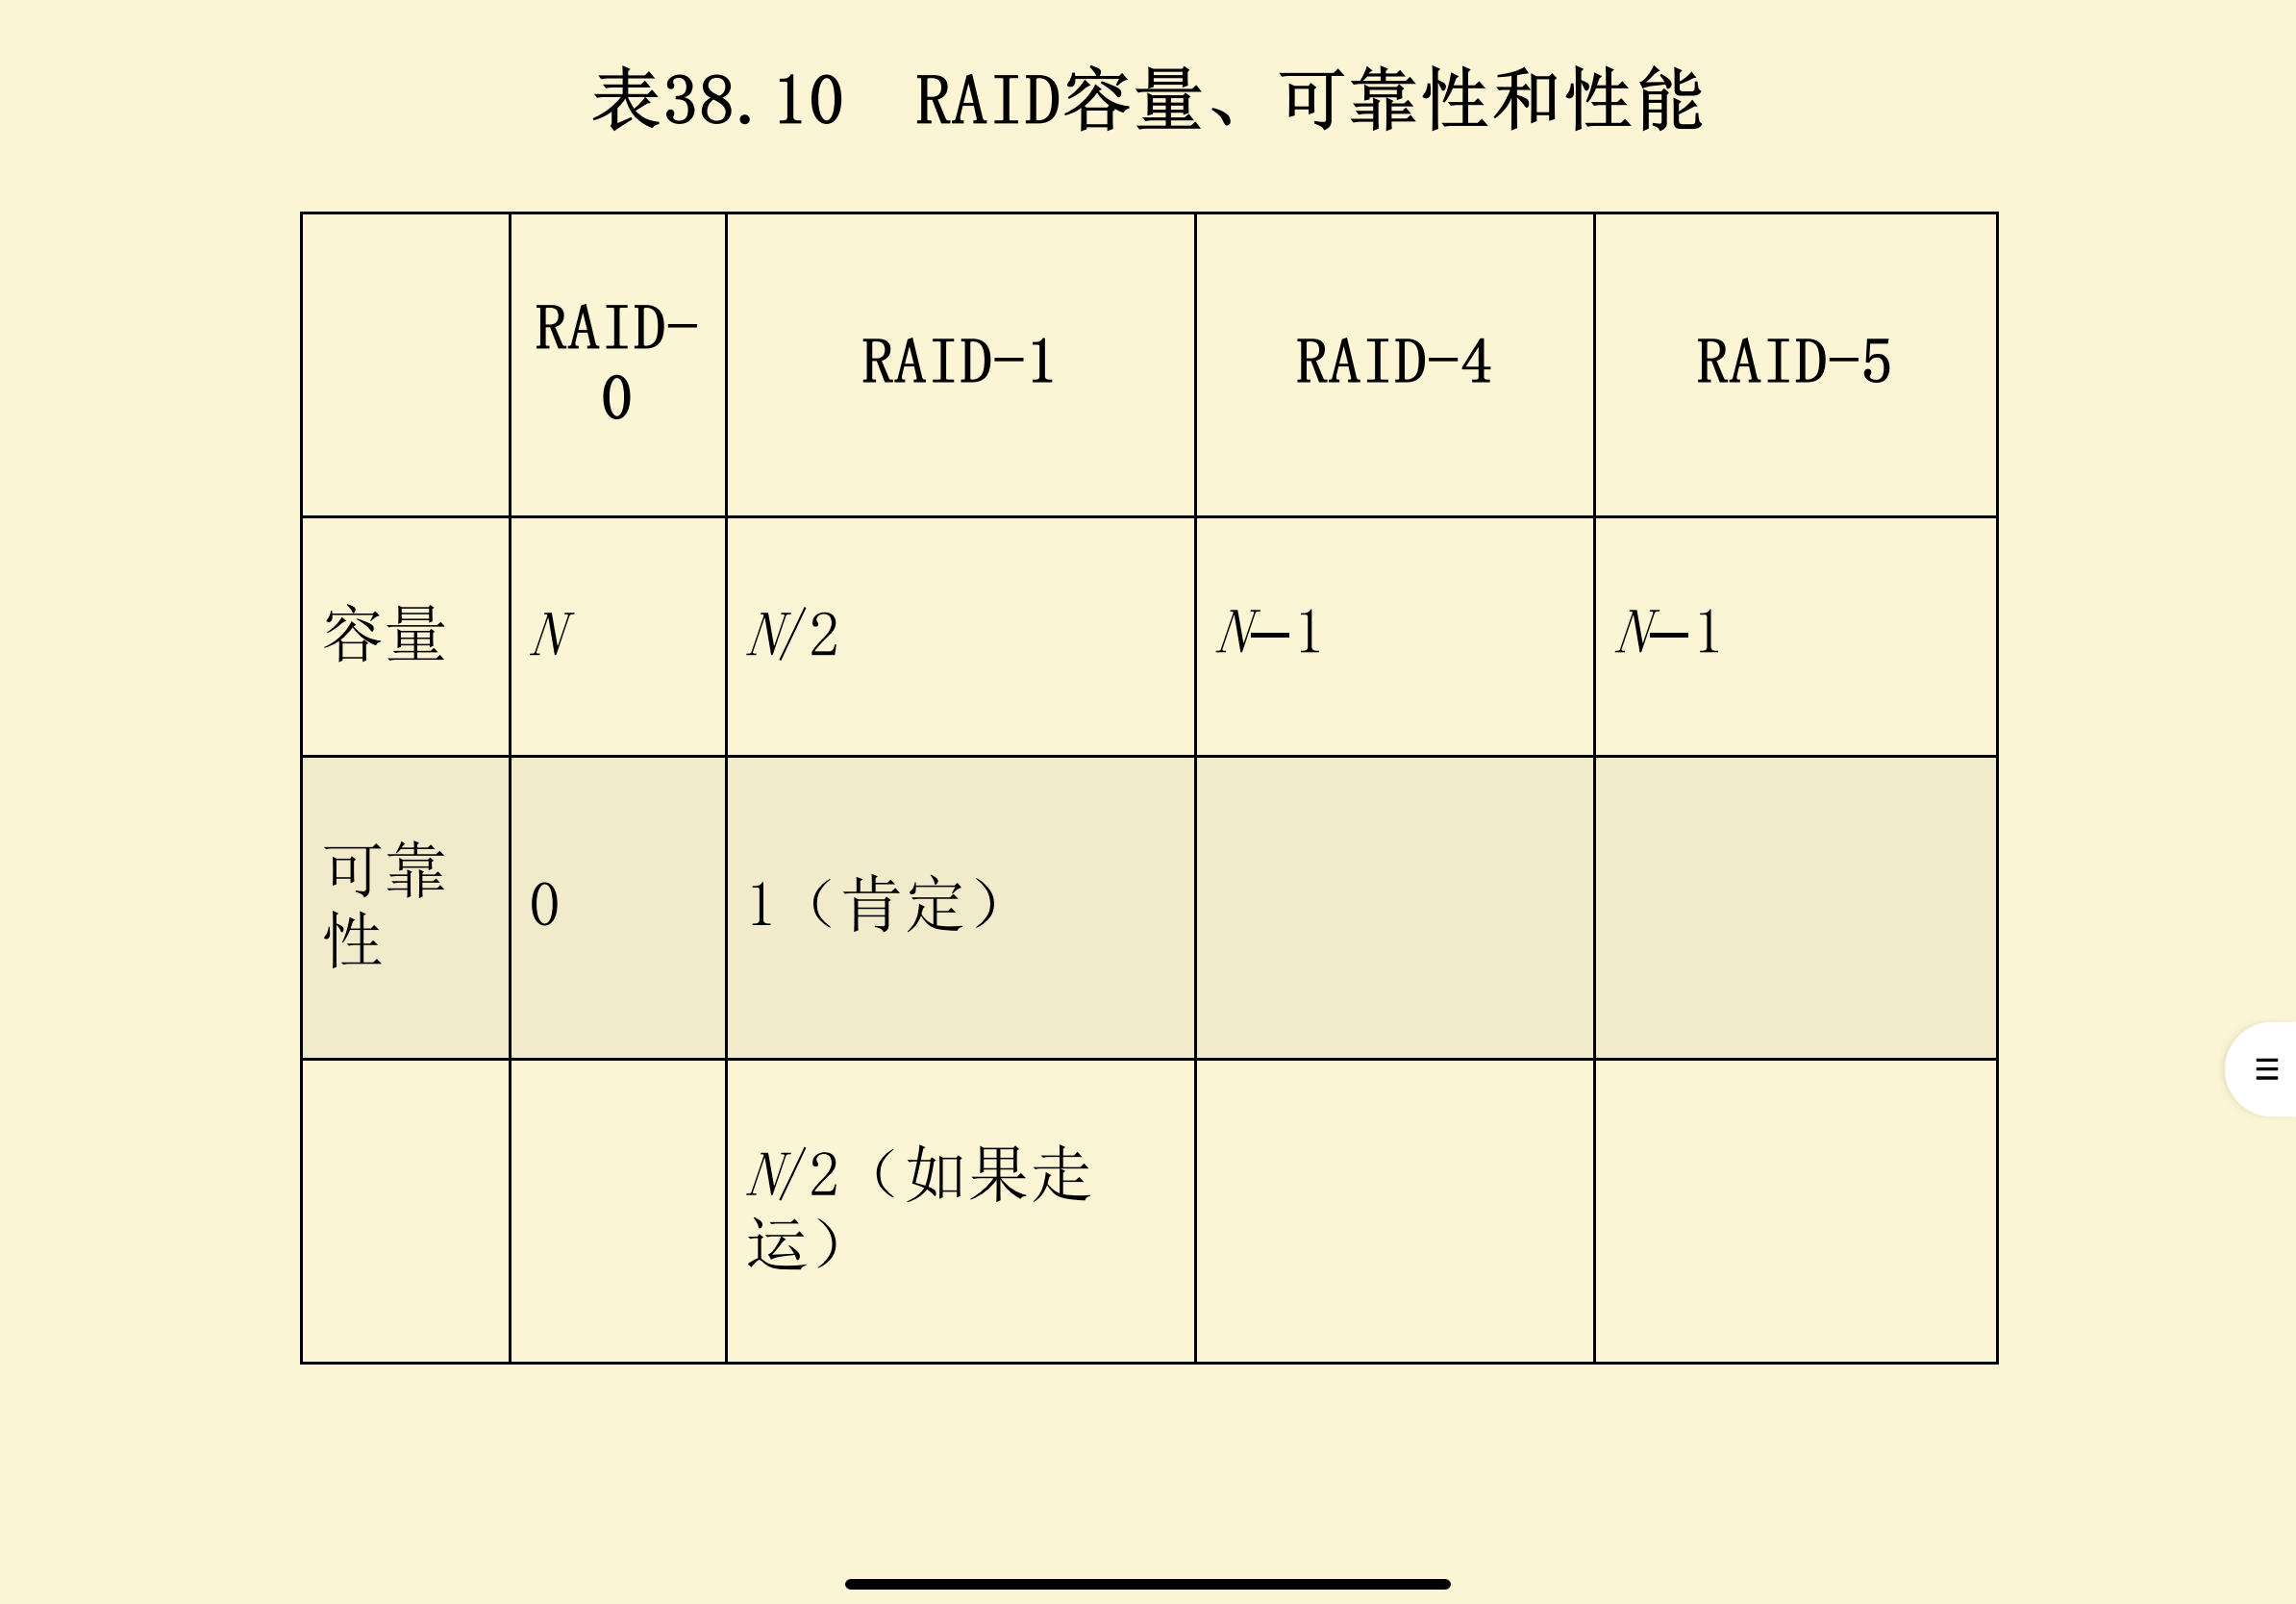 表38.10 RAID容量、可靠性和性能
RAID-
0
RAID-1
RAID-4
RAID-5
容量
N
N/2
N−1
N−1
可靠
性
0
1（肯定）
N/2（如果走
运）